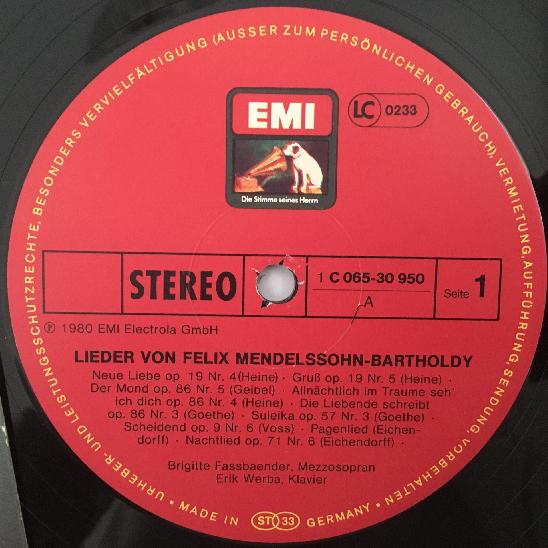 URHEBER- UND LEISTUNGSSCHUTZRECHTE, BESONDERS VERVIELFÄLTIGUNG (AUSSER ZUM PERSÖNLICHEN GEBRAUCH), VERMIETUNG, AUFFÜHRUNG, SENDUNG, VORBEHALTEN
EMI
LC 0233
Die Stimme seines Herrn
STEREO
1 C 065-30 950
A
Seite 1
℗ 1980 EMI Electrola GmbH
LIEDER VON FELIX MENDELSSOHN-BARTHOLDY
Neue Liebe op. 19 Nr. 4(Heine) · Gruß op. 19 Nr. 5 (Heine) ·
Der Mond op. 86 Nr. 5 (Geibel) · Allnächtlich im Traume seh'
ich dich op. 86 Nr. 4 (Heine) · Die Liebende schreibt
op. 86 Nr. 3 (Goethe) · Suleika op. 57 Nr. 3 (Goethe) ·
Scheidend op. 9 Nr. 6 (Voss) · Pagenlied (Eichen-
dorff) · Nachtlied op. 71 Nr. 6 (Eichendorff) ·
Brigitte Fassbaender, Mezzosopran
Erik Werba, Klavier
· MADE IN ST 33 GERMANY ·